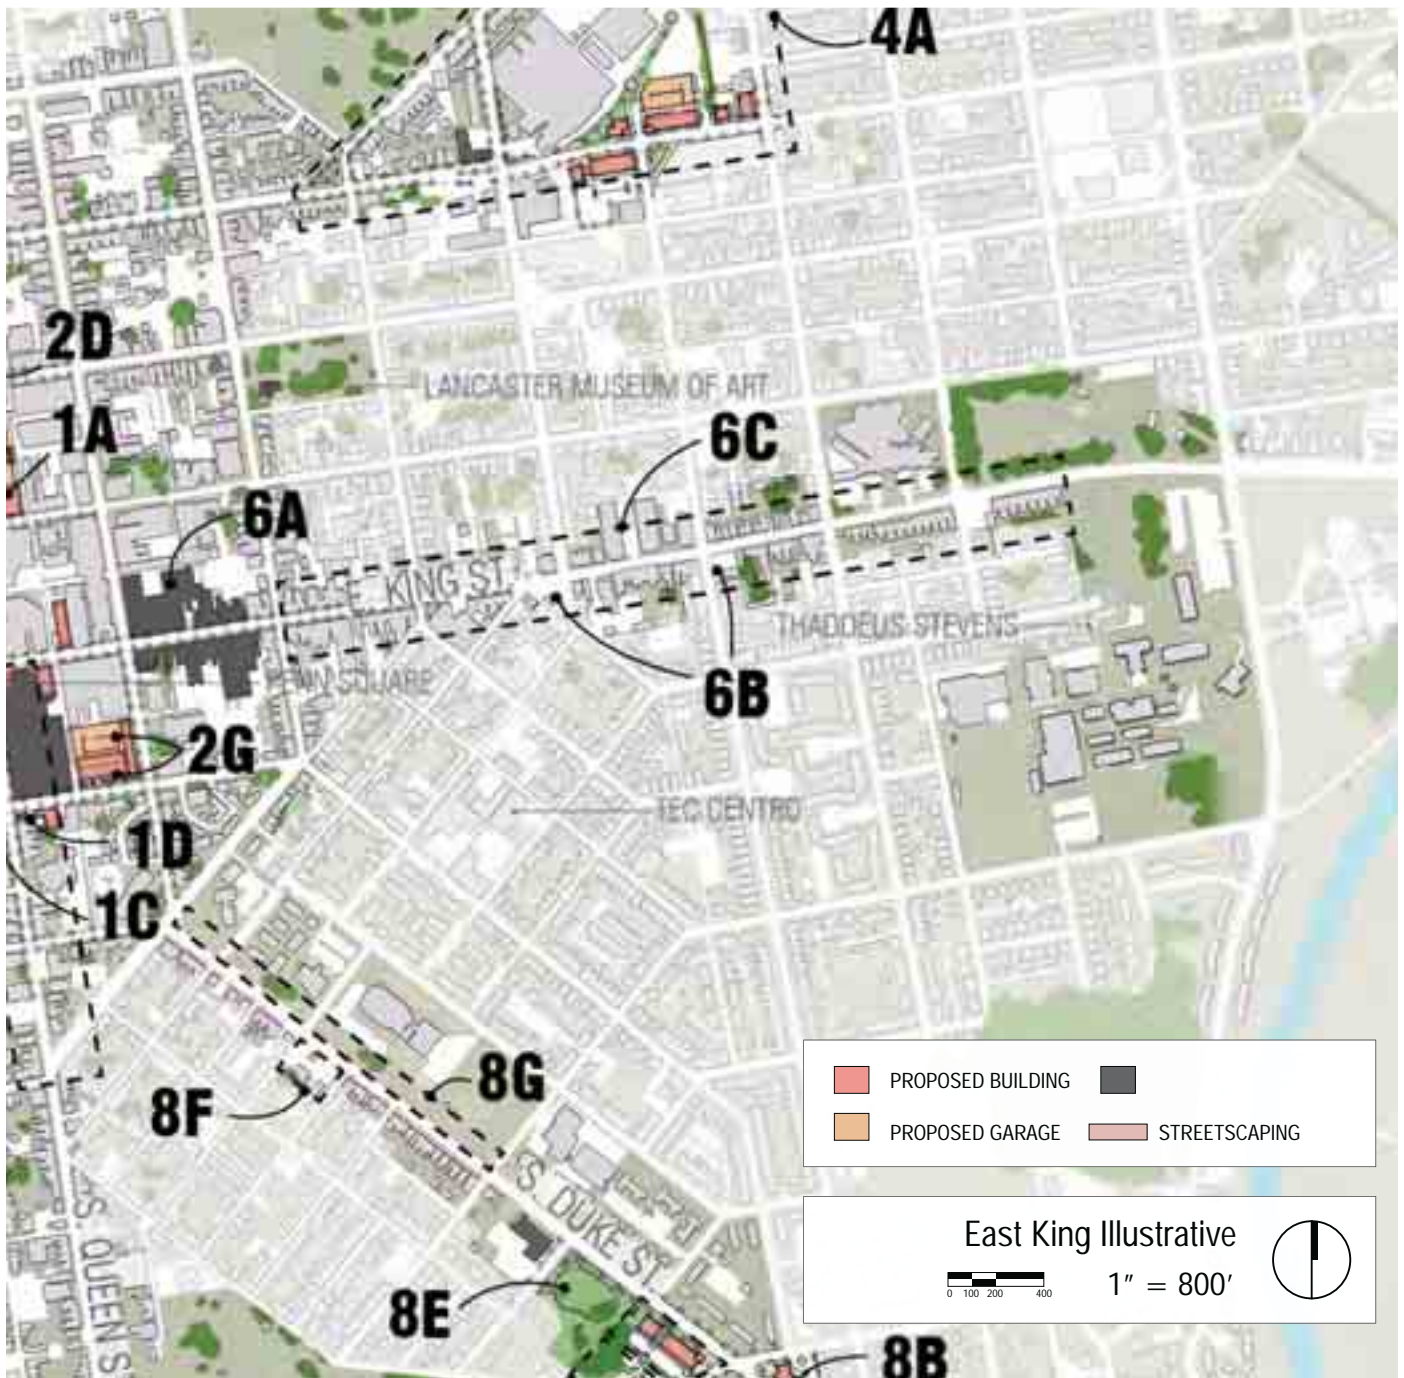 4A
2D
LANCASTER MUSEUM OF ART
1A
6C
6A
E. KING ST.
THADDEUS STEVENS
PENN SQUARE
6B
2G
TEC CENTRO
1D
1C
8G
8F
S. DUKE ST.
S. QUEEN S
8E
8B
PROPOSED BUILDING
PROPOSED GARAGE
STREETSCAPING
East King Illustrative
0 100 200 400
1″ = 800′